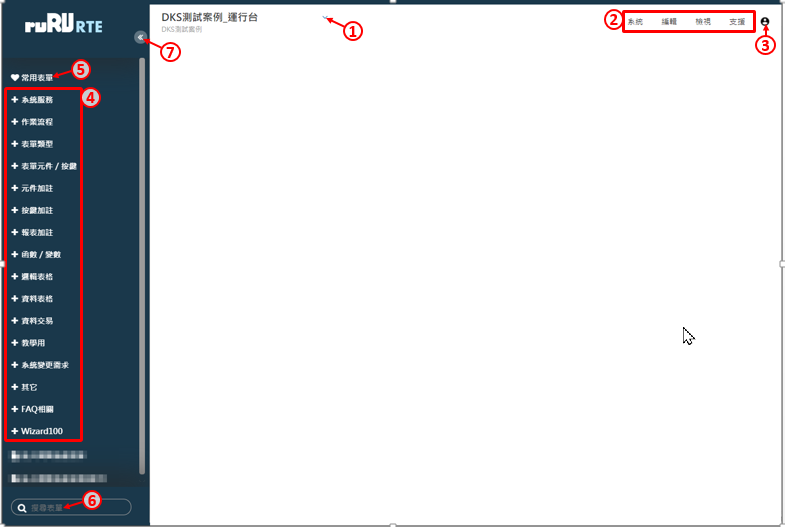 ruRU RTE
DKS測試案例_運行台
DKS測試案例
①
② 系統 編輯 檢視 支援
③
⑦
常用表單 ⑤
系統服務 ④
作業流程
表單類型
表單元件 / 按鍵
元件加註
按鍵加註
報表加註
函數 / 變數
邏輯表格
資料表格
資料交易
教學用
系統變更需求
其它
FAQ相關
Wizard100
搜尋表單 ⑥